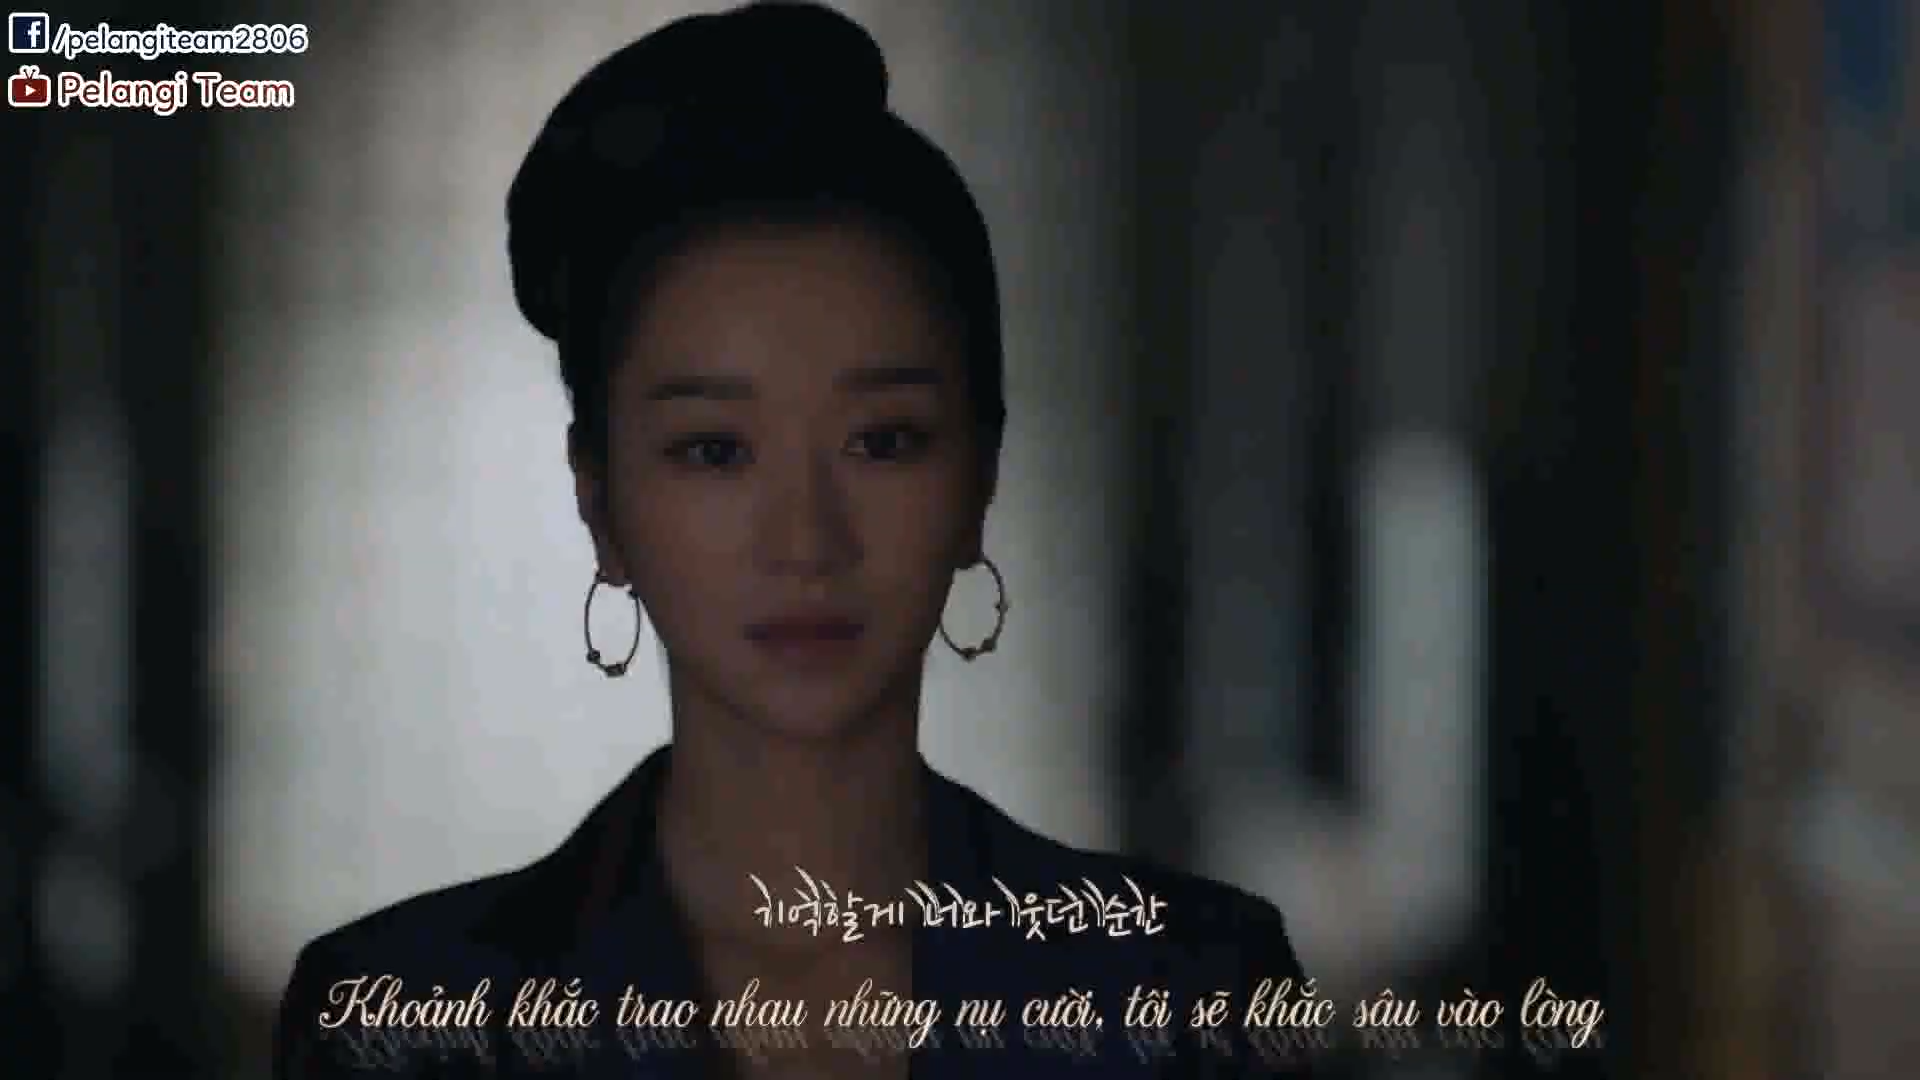 /pelangiteam2806
Pelangi Team
기억할게 너와 웃던 순간
Khoảnh khắc trao nhau những nụ cười, tôi sẽ khắc sâu vào lòng